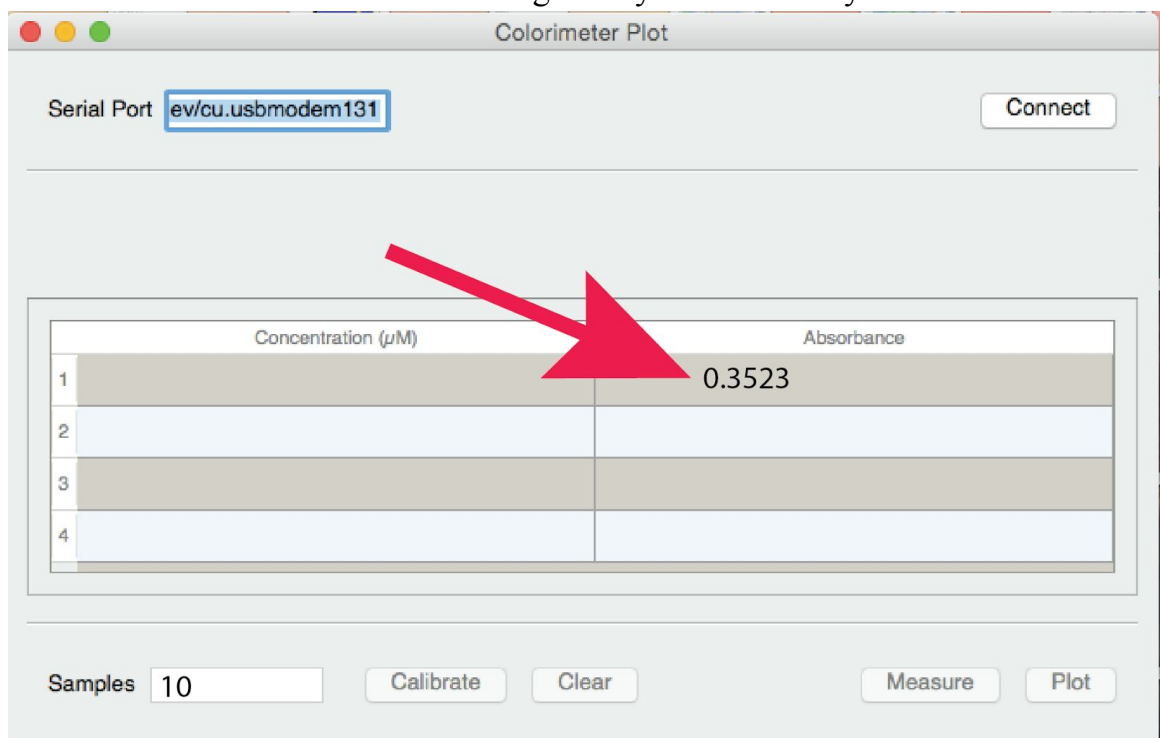 Colorimeter Plot
Serial Port ev/cu.usbmodem131 Connect
Concentration (µM) Absorbance
1 0.3523
2
3
4
Samples 10 Calibrate Clear Measure Plot